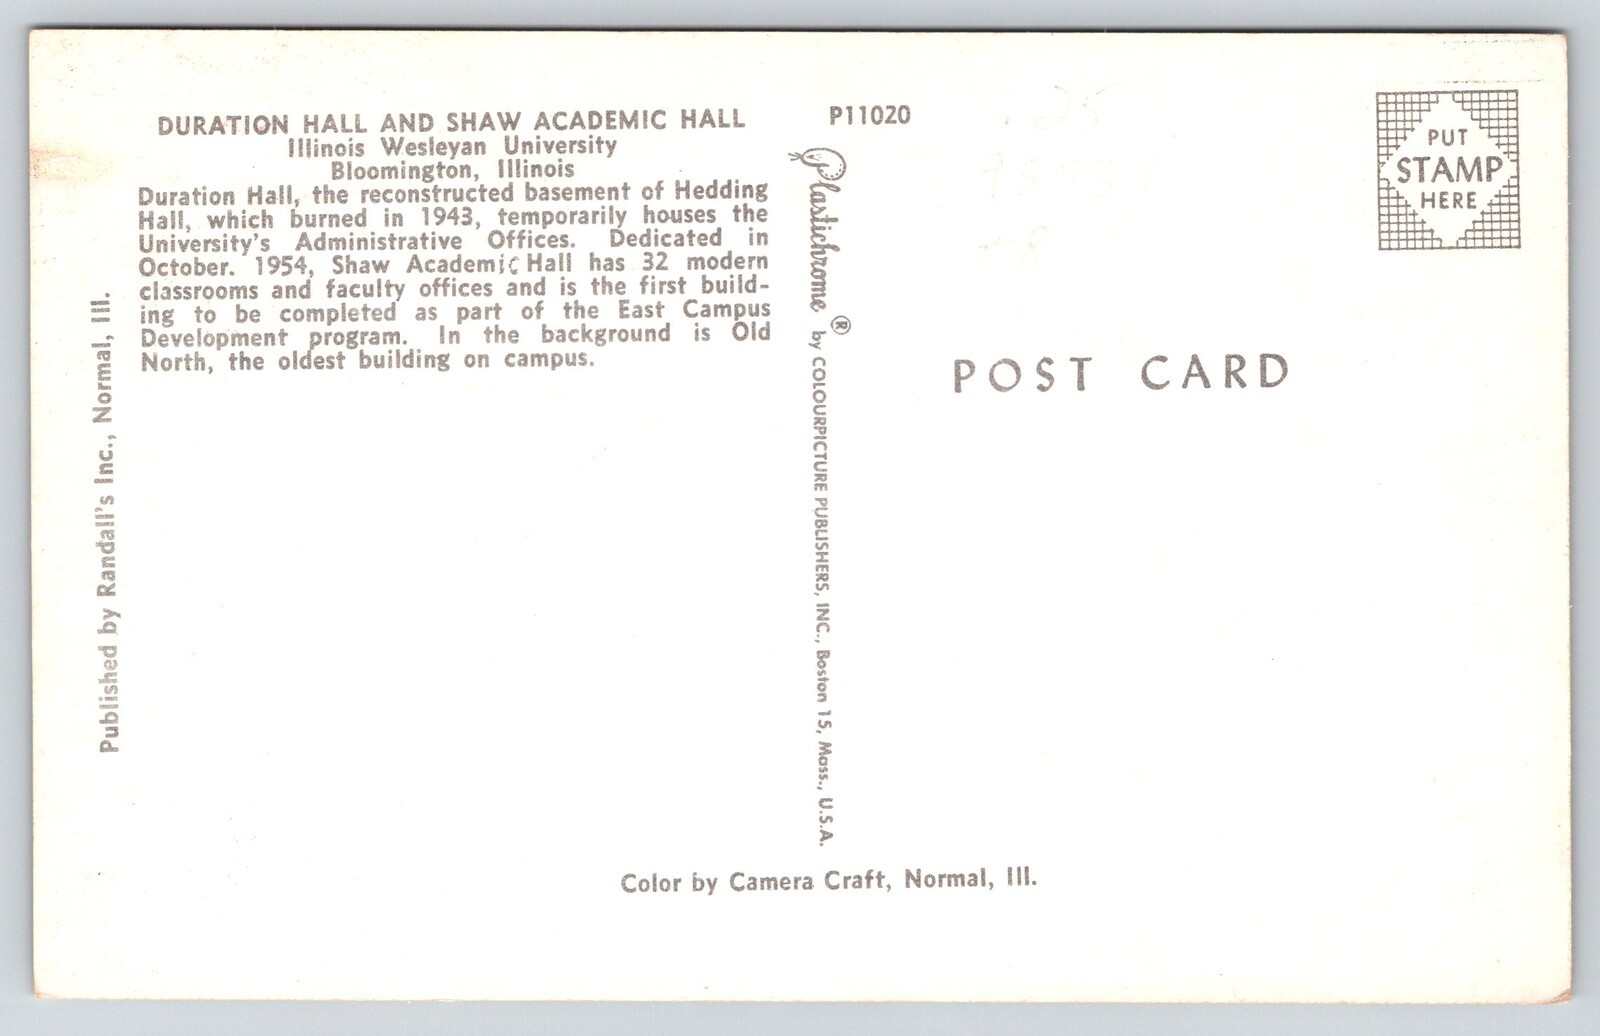 DURATION HALL AND SHAW ACADEMIC HALL
Illinois Wesleyan University
Bloomington, Illinois
Duration Hall, the reconstructed basement of Hedding
Hall, which burned in 1943, temporarily houses the
University's Administrative Offices. Dedicated in
October. 1954, Shaw Academic Hall has 32 modern
classrooms and faculty offices and is the first build-
ing to be completed as part of the East Campus
Development program. In the background is Old
North, the oldest building on campus.
Published by Randall's Inc., Normal, Ill.
P11020
Plastichrome ® by COLOURPICTURE PUBLISHERS, INC., Boston 15, Mass., U.S.A.
PUT
STAMP
HERE
POST CARD
Color by Camera Craft, Normal, Ill.